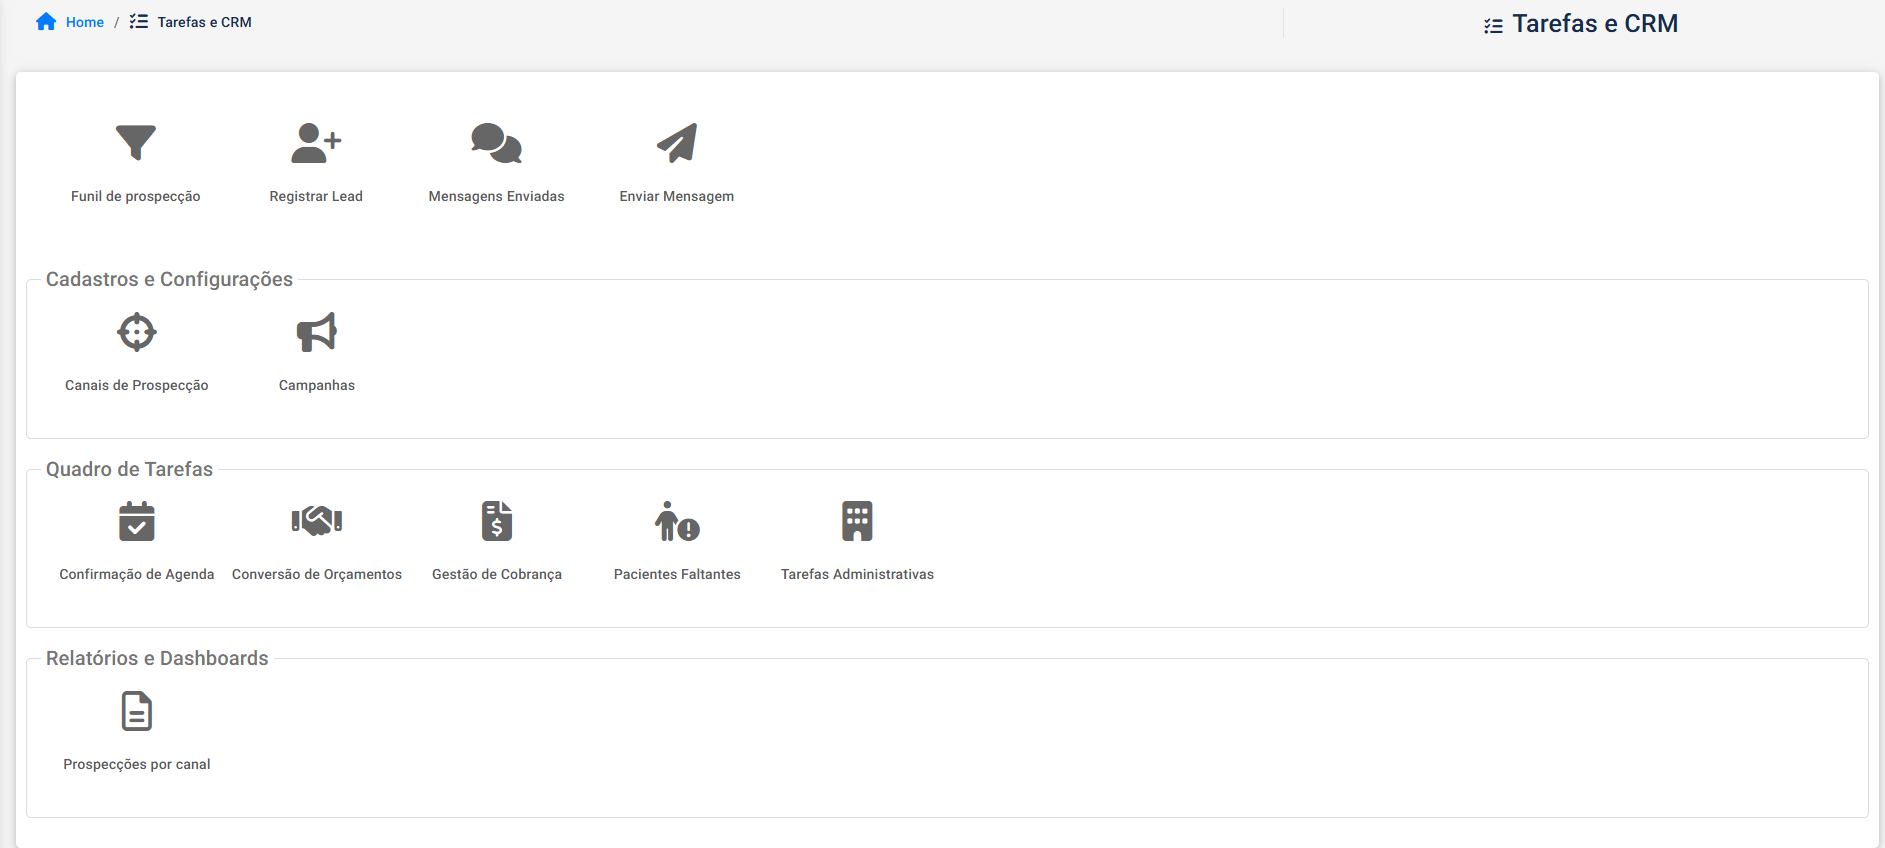 Home / Tarefas e CRM
Tarefas e CRM
Funil de prospecção
Registrar Lead
Mensagens Enviadas
Enviar Mensagem
Cadastros e Configurações
Canais de Prospecção
Campanhas
Quadro de Tarefas
Confirmação de Agenda
Conversão de Orçamentos
Gestão de Cobrança
Pacientes Faltantes
Tarefas Administrativas
Relatórios e Dashboards
Prospecções por canal